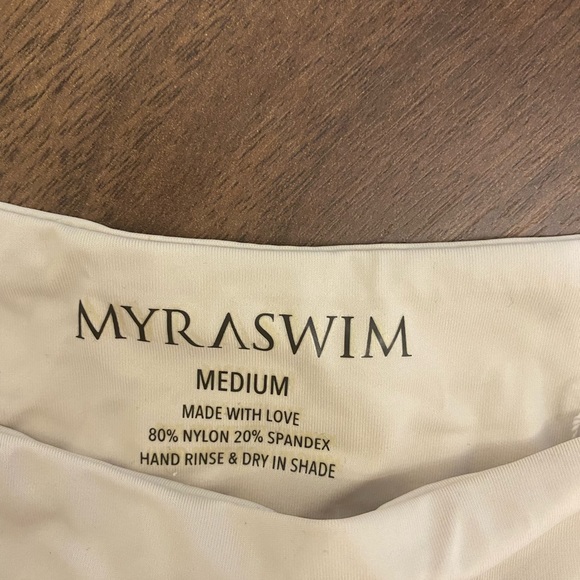 MYRASWIM
MEDIUM
MADE WITH LOVE
80% NYLON 20% SPANDEX
HAND RINSE & DRY IN SHADE